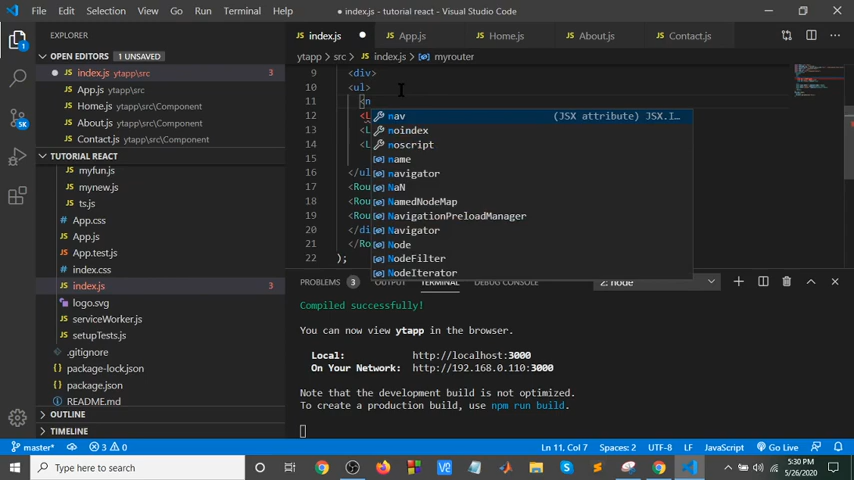 File Edit Selection View Go Run Terminal Help
● index.js - tutorial react - Visual Studio Code
EXPLORER
OPEN EDITORS 1 UNSAVED
index.js ytapp\src 3
App.js ytapp\src
Home.js ytapp\src\Component
About.js ytapp\src\Component
Contact.js ytapp\src\Component
TUTORIAL REACT
myfun.js
mynew.js
ts.js
App.css
App.js
App.test.js
index.css
index.js 3
logo.svg
serviceWorker.js
setupTests.js
.gitignore
package-lock.json
package.json
README.md
OUTLINE
TIMELINE
index.js App.js Home.js About.js Contact.js
ytapp > src > index.js > myrouter
9 <div>
10 <ul>
11 <n
12 <L
13 <L
14 <L
15
16 </ul
17 <Rou
18 <Rou
19 <Rou
20 </di
21 </Ro
22 );
nav (JSX attribute) JSX.I...
noindex
noscript
name
navigator
NaN
NamedNodeMap
NavigationPreloadManager
Navigator
Node
NodeFilter
NodeIterator
PROBLEMS 3 OUTPUT TERMINAL DEBUG CONSOLE 2: node
Compiled successfully!
You can now view ytapp in the browser.
Local: http://localhost:3000
On Your Network: http://192.168.0.110:3000
Note that the development build is not optimized.
To create a production build, use npm run build.
master* 3 0 Ln 11, Col 7 Spaces: 2 UTF-8 LF JavaScript Go Live
Type here to search
5:30 PM
5/26/2020